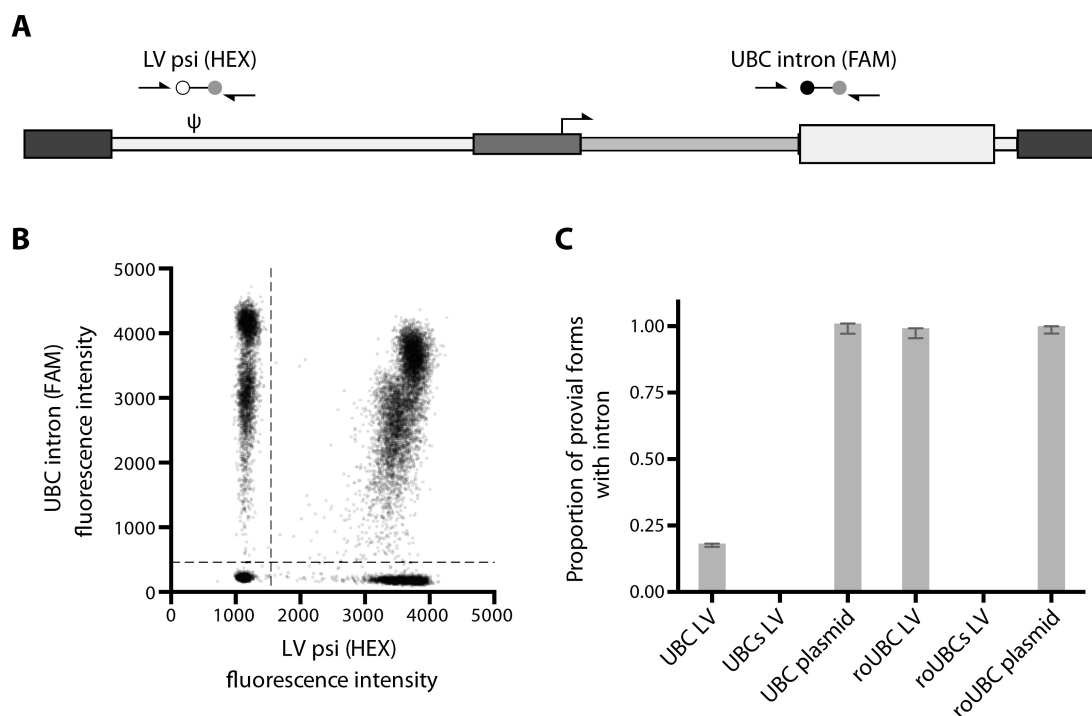 A
LV psi (HEX)
UBC intron (FAM)
ψ
B
5000
4000
3000
2000
1000
0
UBC intron (FAM)
fluorescence intensity
0 1000 2000 3000 4000 5000
LV psi (HEX)
fluorescence intensity
C
1.00
0.75
0.50
0.25
0.00
Proportion of provial forms
with intron
UBC LV
UBCs LV
UBC plasmid
roUBC LV
roUBCs LV
roUBC plasmid